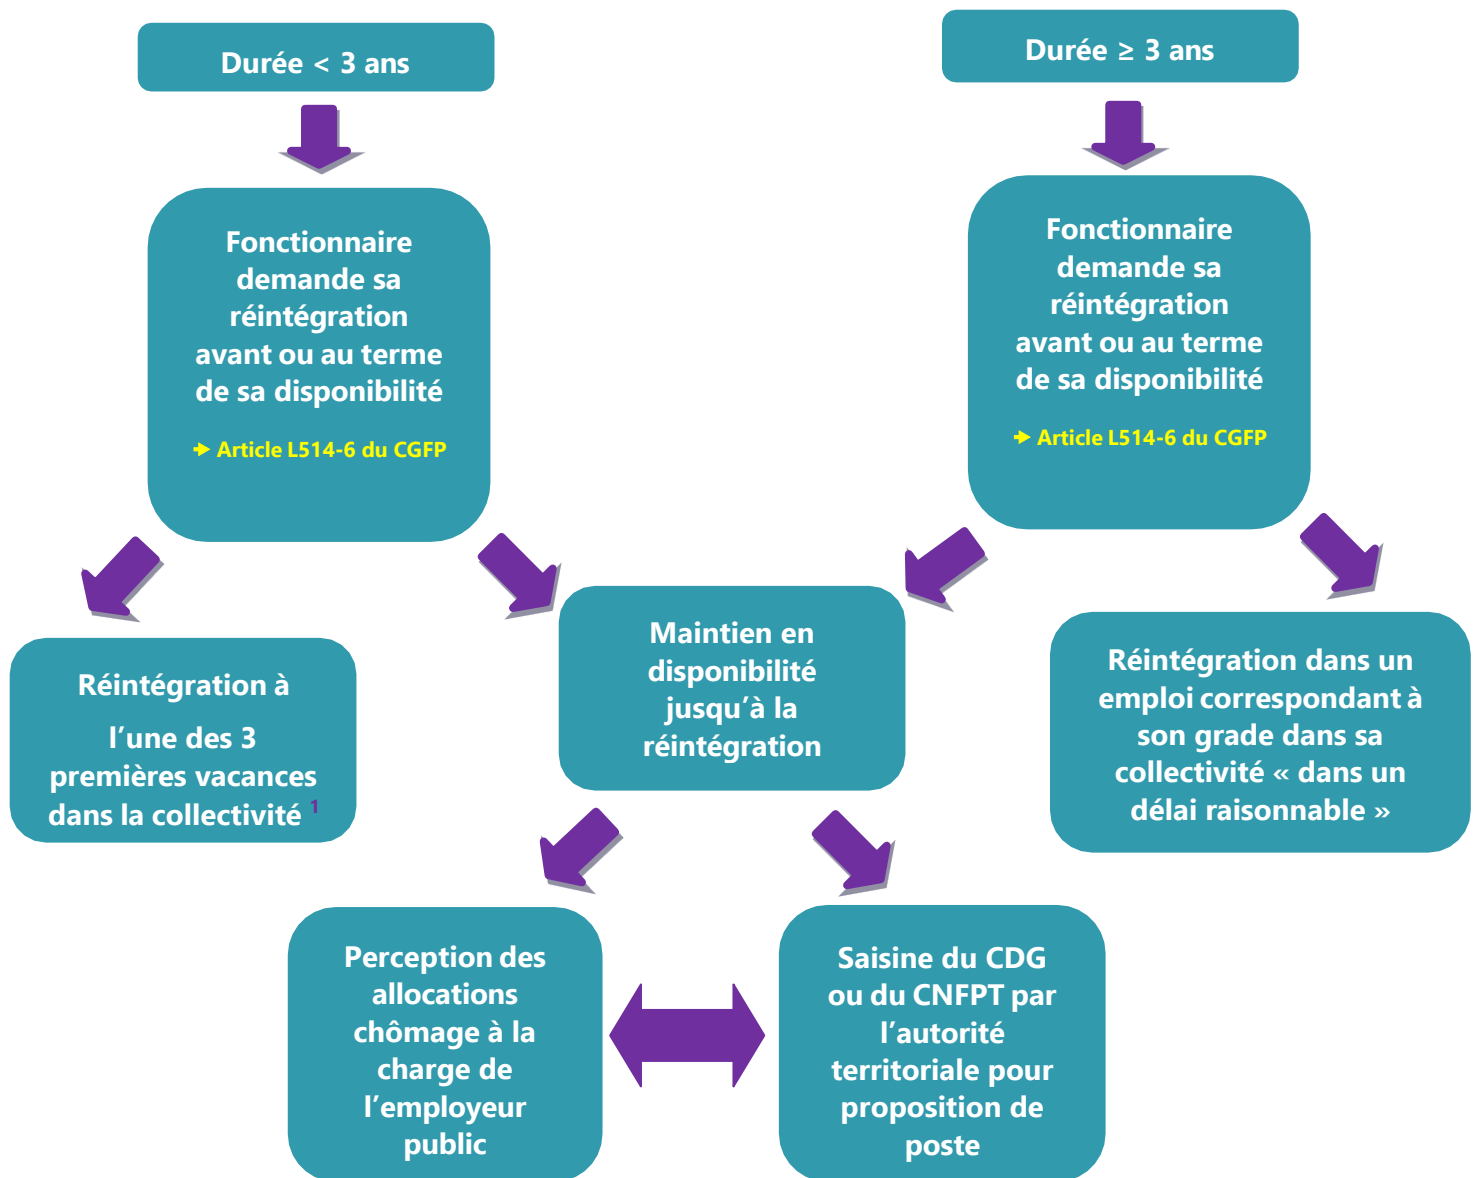 Durée < 3 ans
Durée ≥ 3 ans
Fonctionnaire
demande sa
réintégration
avant ou au terme
de sa disponibilité
➜ Article L514-6 du CGFP
Fonctionnaire
demande sa
réintégration
avant ou au terme
de sa disponibilité
➜ Article L514-6 du CGFP
Réintégration à
l’une des 3
premières vacances
dans la collectivité ¹
Maintien en
disponibilité
jusqu’à la
réintégration
Réintégration dans un
emploi correspondant à
son grade dans sa
collectivité « dans un
délai raisonnable »
Perception des
allocations
chômage à la
charge de
l’employeur
public
Saisine du CDG
ou du CNFPT par
l’autorité
territoriale pour
proposition de
poste